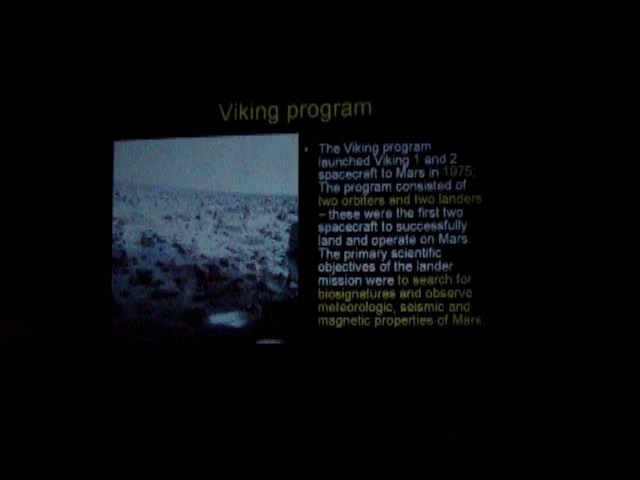 Viking program
• The Viking program
launched Viking 1 and 2
spacecraft to Mars in 1975;
The program consisted of
two orbiters and two landers
– these were the first two
spacecraft to successfully
land and operate on Mars.
The primary scientific
objectives of the lander
mission were to search for
biosignatures and observe
meteorologic, seismic and
magnetic properties of Mars.